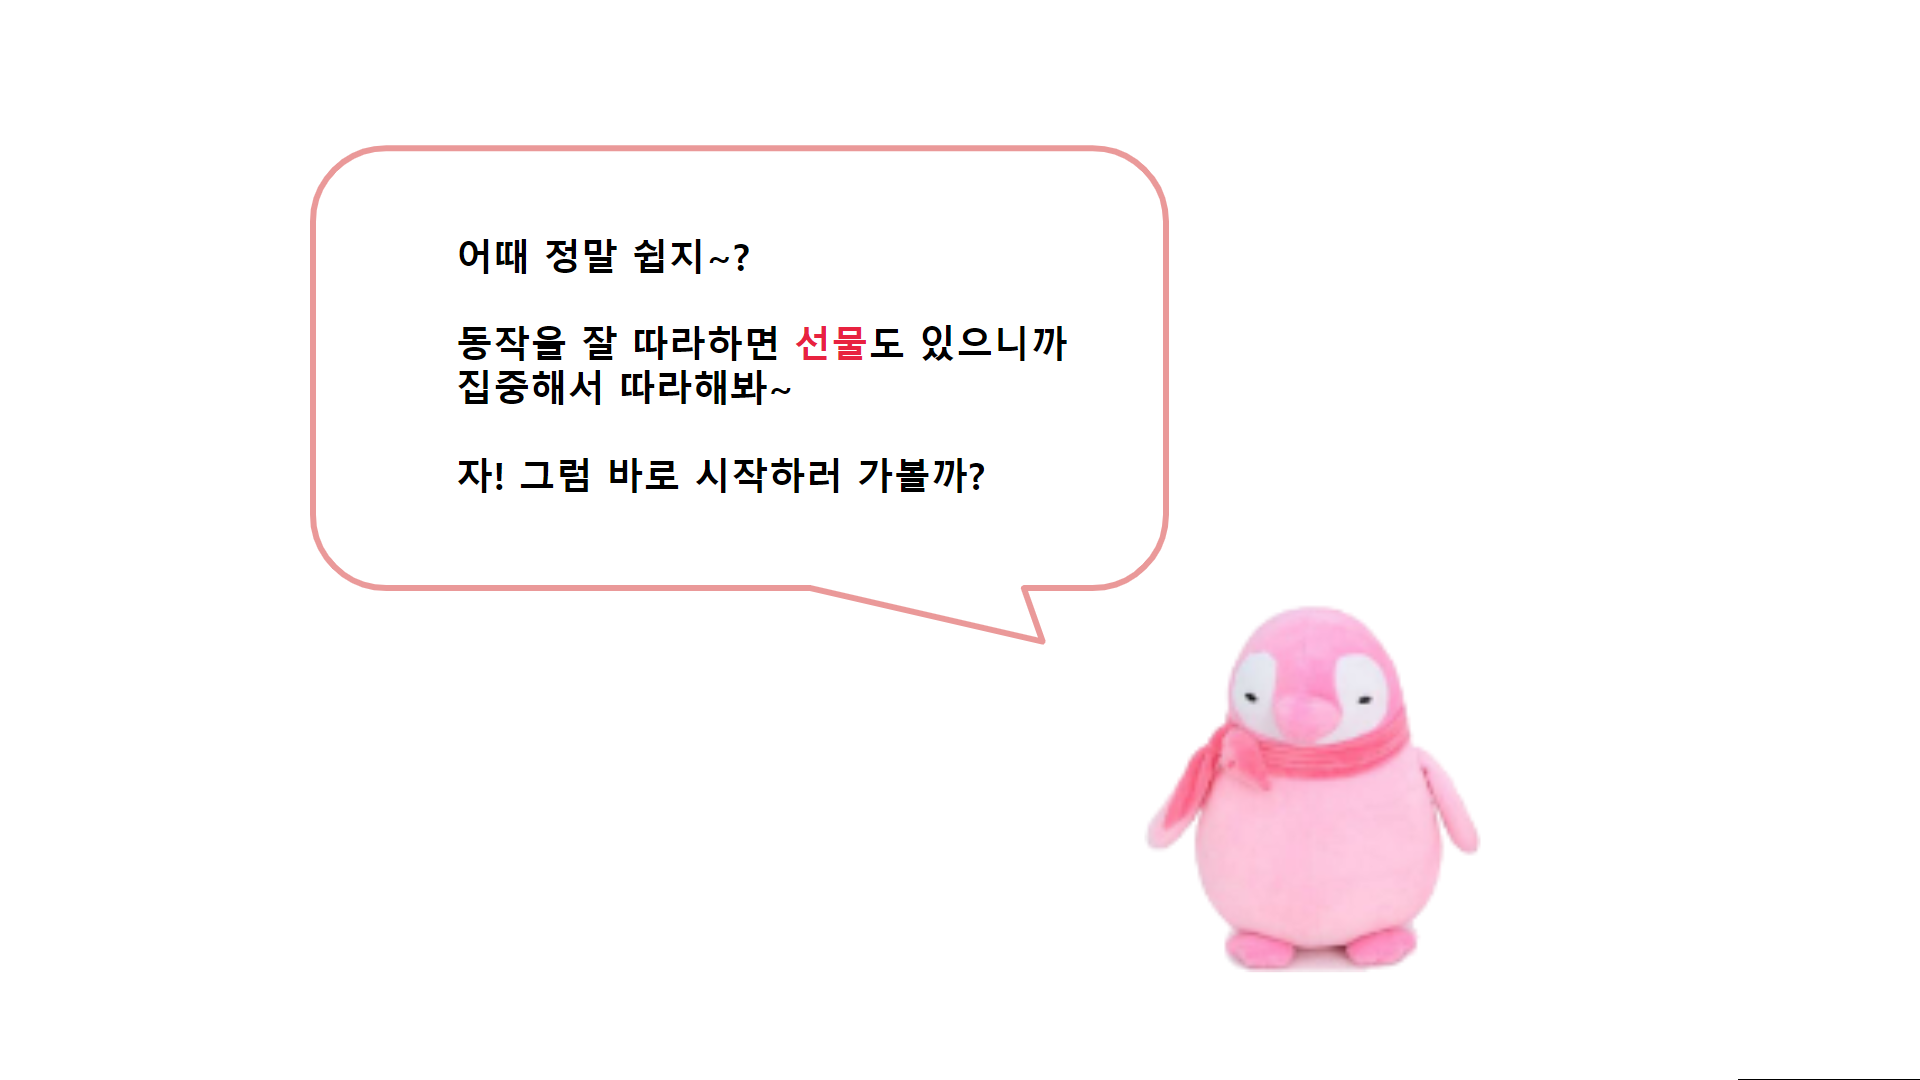 어때 정말 쉽지~?
동작을 잘 따라하면 선물도 있으니까
집중해서 따라해봐~
자! 그럼 바로 시작하러 가볼까?